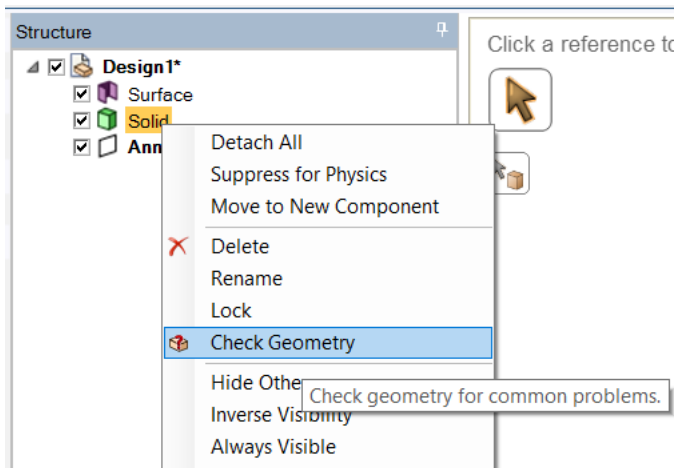 Structure
Click a reference to
Design1*
Surface
Solid
Ann
Detach All
Suppress for Physics
Move to New Component
Delete
Rename
Lock
Check Geometry
Hide Othe
Check geometry for common problems.
Inverse Visibility
Always Visible